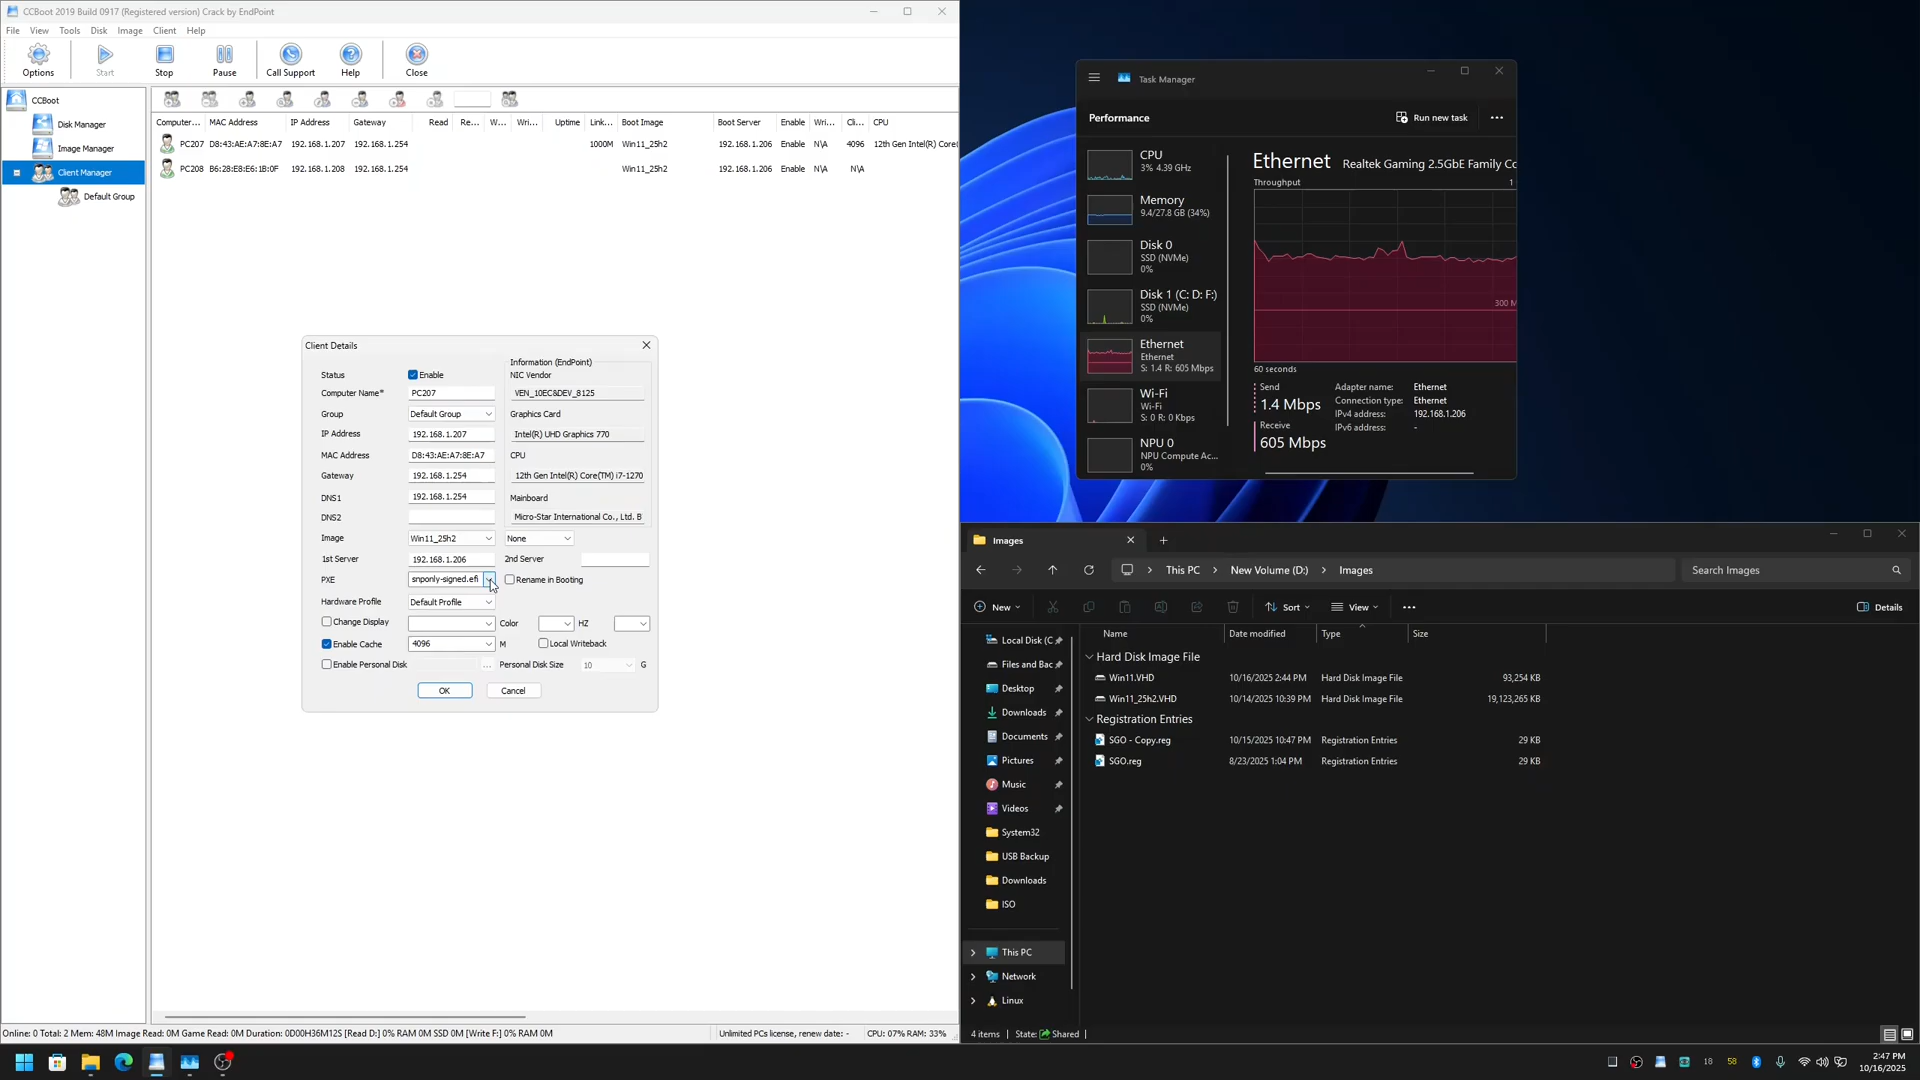 CCBoot 2019 Build 0917 (Registered version) Crack by EndPoint
File View Tools Disk Image Client Help
Options Start Stop Pause Call Support Help Close
CCBoot
Disk Manager
Image Manager
Client Manager
Default Group
Computer... MAC Address IP Address Gateway Read Re... W... Wri... Uptime Link... Boot Image Boot Server Enable Wri... Cli... CPU
PC207 D8:43:AE:A7:8E:A7 192.168.1.207 192.168.1.254 1000M Win11_25h2 192.168.1.206 Enable N\A 4096 12th Gen Intel(R) Core(
PC208 B6:28:E8:E6:1B:0F 192.168.1.208 192.168.1.254 Win11_25h2 192.168.1.206 Enable N\A N\A
Client Details
Status Enable
Computer Name* PC207
Group Default Group
IP Address 192.168.1.207
MAC Address D8:43:AE:A7:8E:A7
Gateway 192.168.1.254
DNS1 192.168.1.254
DNS2
Information (EndPoint)
NIC Vendor
VEN_10EC&DEV_8125
Graphics Card
Intel(R) UHD Graphics 770
CPU
12th Gen Intel(R) Core(TM) i7-1270
Mainboard
Micro-Star International Co., Ltd. B
Image Win11_25h2 None
1st Server 192.168.1.206 2nd Server
PXE snponly-signed.efi Rename in Booting
Hardware Profile Default Profile
Change Display Color HZ
Enable Cache 4096 M Local Writeback
Enable Personal Disk ... Personal Disk Size 10 G
OK Cancel
Online: 0 Total: 2 Mem: 48M Image Read: 0M Game Read: 0M Duration: 0D00H36M12S [Read D:] 0% RAM 0M SSD 0M [Write F:] 0% RAM 0M
Unlimited PCs license, renew date: - CPU: 07% RAM: 33%
Task Manager
Performance Run new task
CPU
3% 4.39 GHz
Memory
9.4/27.8 GB (34%)
Disk 0
SSD (NVMe)
0%
Disk 1 (C: D: F:)
SSD (NVMe)
0%
Ethernet
Ethernet
S: 1.4 R: 605 Mbps
Wi-Fi
Wi-Fi
S: 0 R: 0 Kbps
NPU 0
NPU Compute Ac...
0%
Ethernet Realtek Gaming 2.5GbE Family Co
Throughput 1
300 M
60 seconds
Send
1.4 Mbps
Receive
605 Mbps
Adapter name: Ethernet
Connection type: Ethernet
IPv4 address: 192.168.1.206
IPv6 address: -
Images
This PC New Volume (D:) Images Search Images
New Sort View Details
Local Disk (C
Files and Bac
Desktop
Downloads
Documents
Pictures
Music
Videos
System32
USB Backup
Downloads
ISO
This PC
Network
Linux
Name Date modified Type Size
Hard Disk Image File
Win11.VHD 10/16/2025 2:44 PM Hard Disk Image File 93,254 KB
Win11_25h2.VHD 10/14/2025 10:39 PM Hard Disk Image File 19,123,265 KB
Registration Entries
SGO - Copy.reg 10/15/2025 10:47 PM Registration Entries 29 KB
SGO.reg 8/23/2025 1:04 PM Registration Entries 29 KB
4 items State: Shared
18 58
2:47 PM
10/16/2025